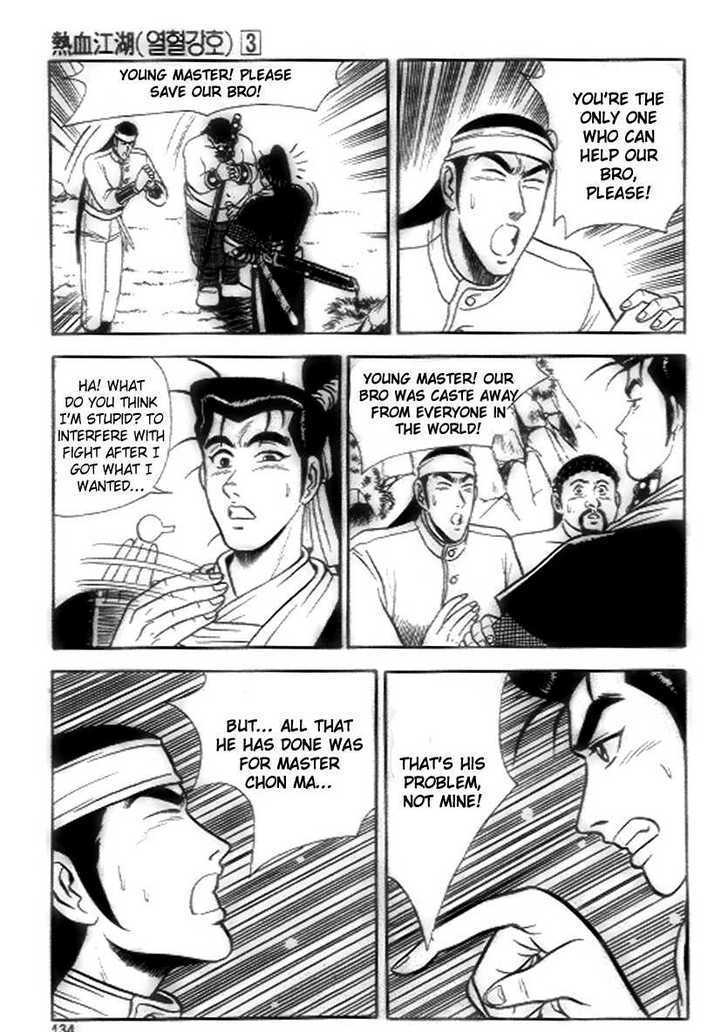 熱血江湖(열혈강호) 3
YOUNG MASTER! PLEASE
SAVE OUR BRO!
YOU'RE THE
ONLY ONE
WHO CAN
HELP OUR
BRO,
PLEASE!
HA! WHAT
DO YOU THINK
I'M STUPID? TO
INTERFERE WITH
FIGHT AFTER I
GOT WHAT I
WANTED...
YOUNG MASTER! OUR
BRO WAS CASTE AWAY
FROM EVERYONE IN
THE WORLD!
BUT... ALL THAT
HE HAS DONE WAS
FOR MASTER
CHON MA...
THAT'S HIS
PROBLEM,
NOT MINE!
134